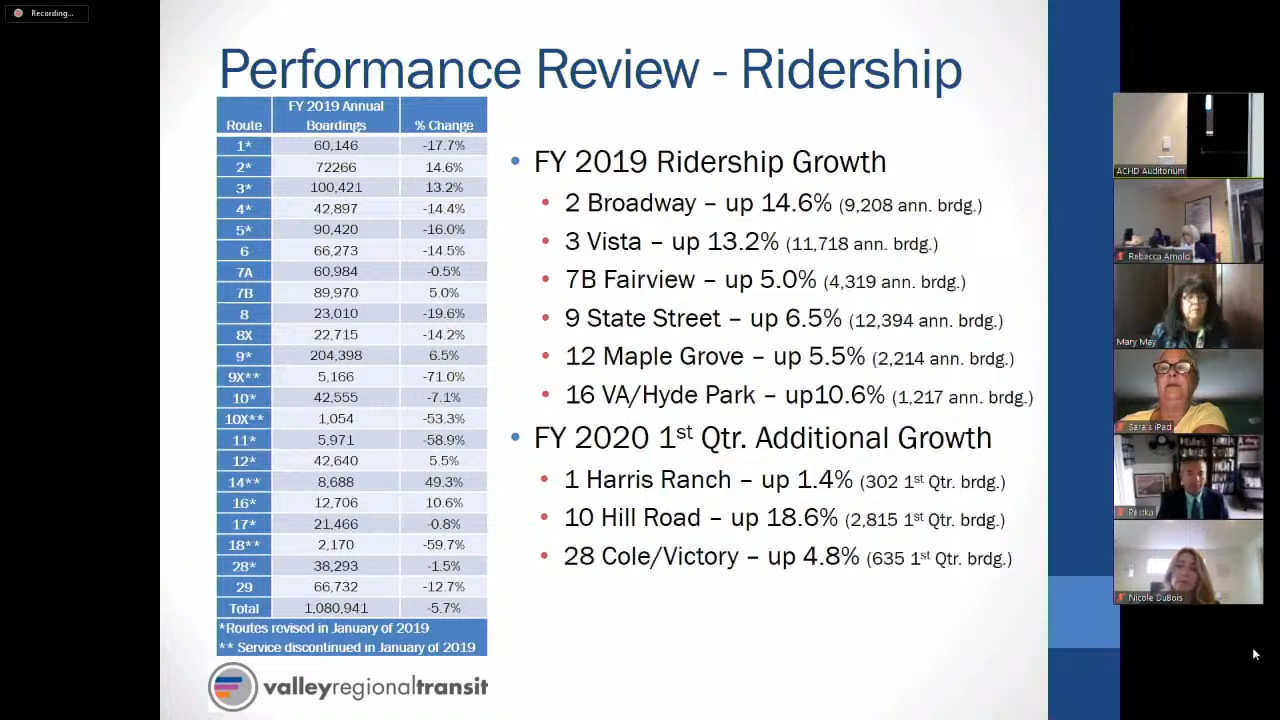 Recording...
Performance Review - Ridership
Route FY 2019 Annual Boardings % Change
1* 60,146 -17.7%
2* 72266 14.6%
3* 100,421 13.2%
4* 42,897 -14.4%
5* 90,420 -16.0%
6 66,273 -14.5%
7A 60,984 -0.5%
7B 89,970 5.0%
8 23,010 -19.6%
8X 22,715 -14.2%
9* 204,398 6.5%
9X** 5,166 -71.0%
10* 42,555 -7.1%
10X** 1,054 -53.3%
11* 5,971 -58.9%
12* 42,640 5.5%
14** 8,688 49.3%
16* 12,706 10.6%
17* 21,466 -0.8%
18** 2,170 -59.7%
28* 38,293 -1.5%
29 66,732 -12.7%
Total 1,080,941 -5.7%
*Routes revised in January of 2019
** Service discontinued in January of 2019
valleyregionaltransit
• FY 2019 Ridership Growth
• 2 Broadway – up 14.6% (9,208 ann. brdg.)
• 3 Vista – up 13.2% (11,718 ann. brdg.)
• 7B Fairview – up 5.0% (4,319 ann. brdg.)
• 9 State Street – up 6.5% (12,394 ann. brdg.)
• 12 Maple Grove – up 5.5% (2,214 ann. brdg.)
• 16 VA/Hyde Park – up10.6% (1,217 ann. brdg.)
• FY 2020 1st Qtr. Additional Growth
• 1 Harris Ranch – up 1.4% (302 1st Qtr. brdg.)
• 10 Hill Road – up 18.6% (2,815 1st Qtr. brdg.)
• 28 Cole/Victory – up 4.8% (635 1st Qtr. brdg.)
ACHD Auditorium
Rebecca Arnold
Mary May
Sara's iPad
Nicole DuBois